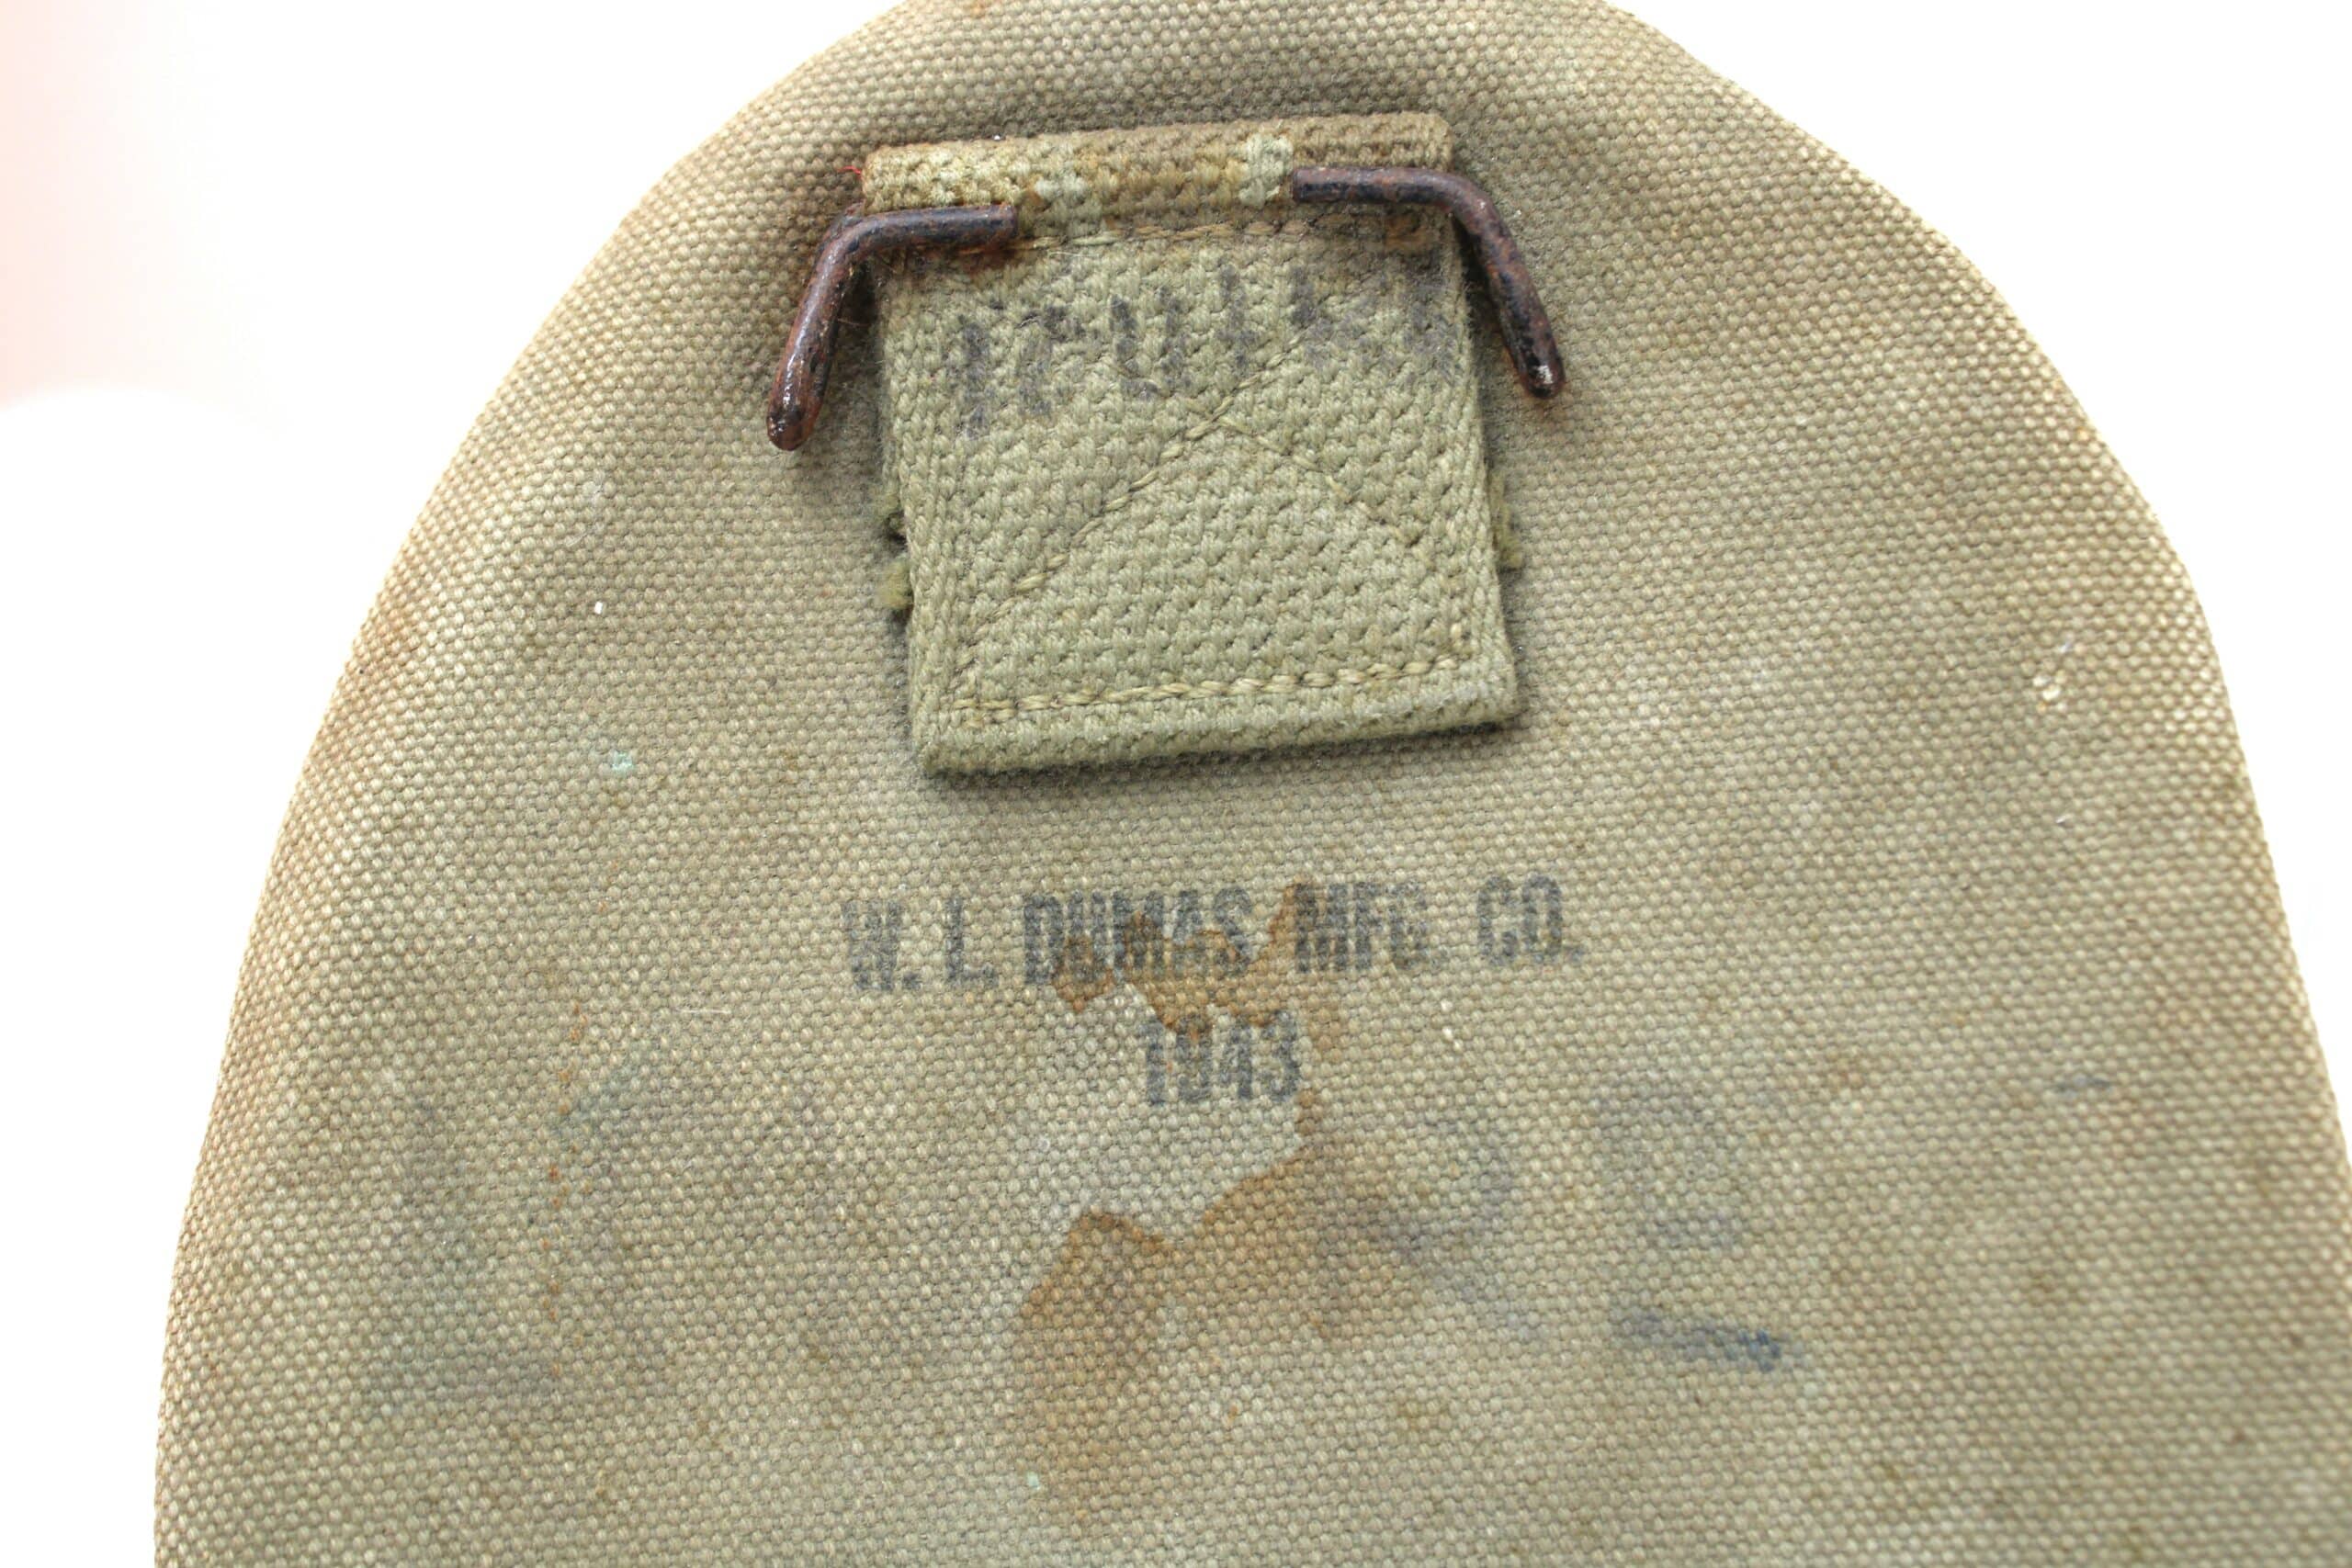 W. L. DUMAS MFG. CO.
1943